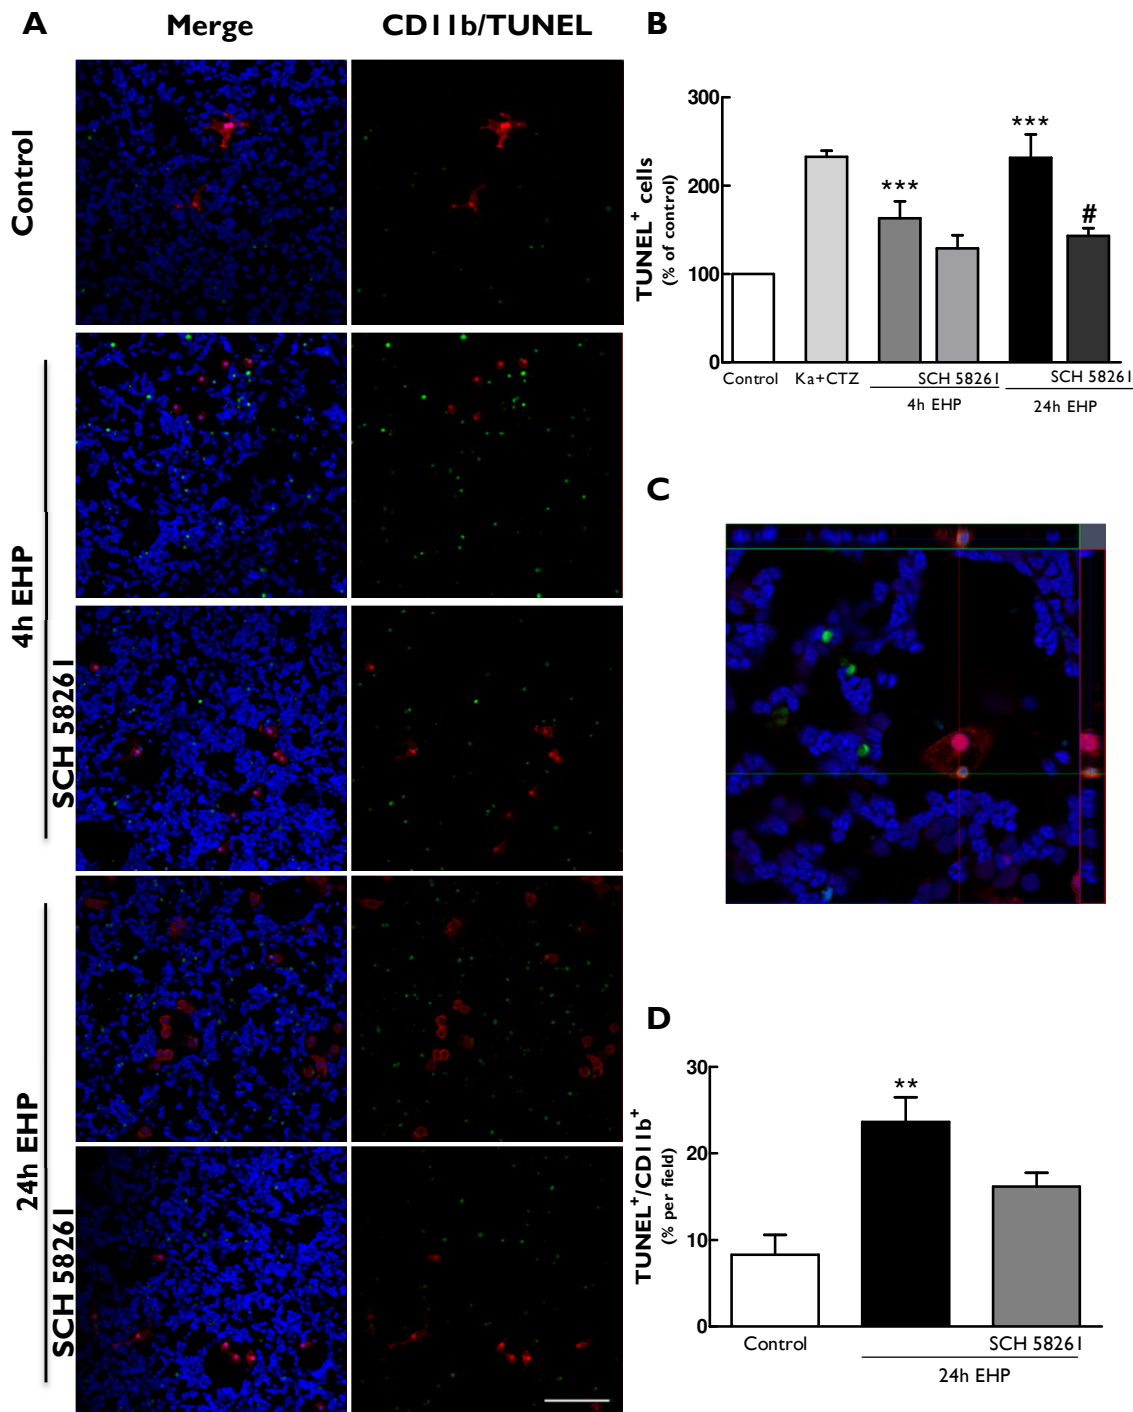 A
Merge
CD11b/TUNEL
Control
4h EHP
SCH 58261
24h EHP
SCH 58261
B
TUNEL+ cells
(% of control)
300
200
100
0
***
***
#
Control
Ka+CTZ
SCH 58261
SCH 58261
4h EHP
24h EHP
C
D
TUNEL+/CD11b+
(% per field)
30
20
10
0
**
Control
SCH 58261
24h EHP